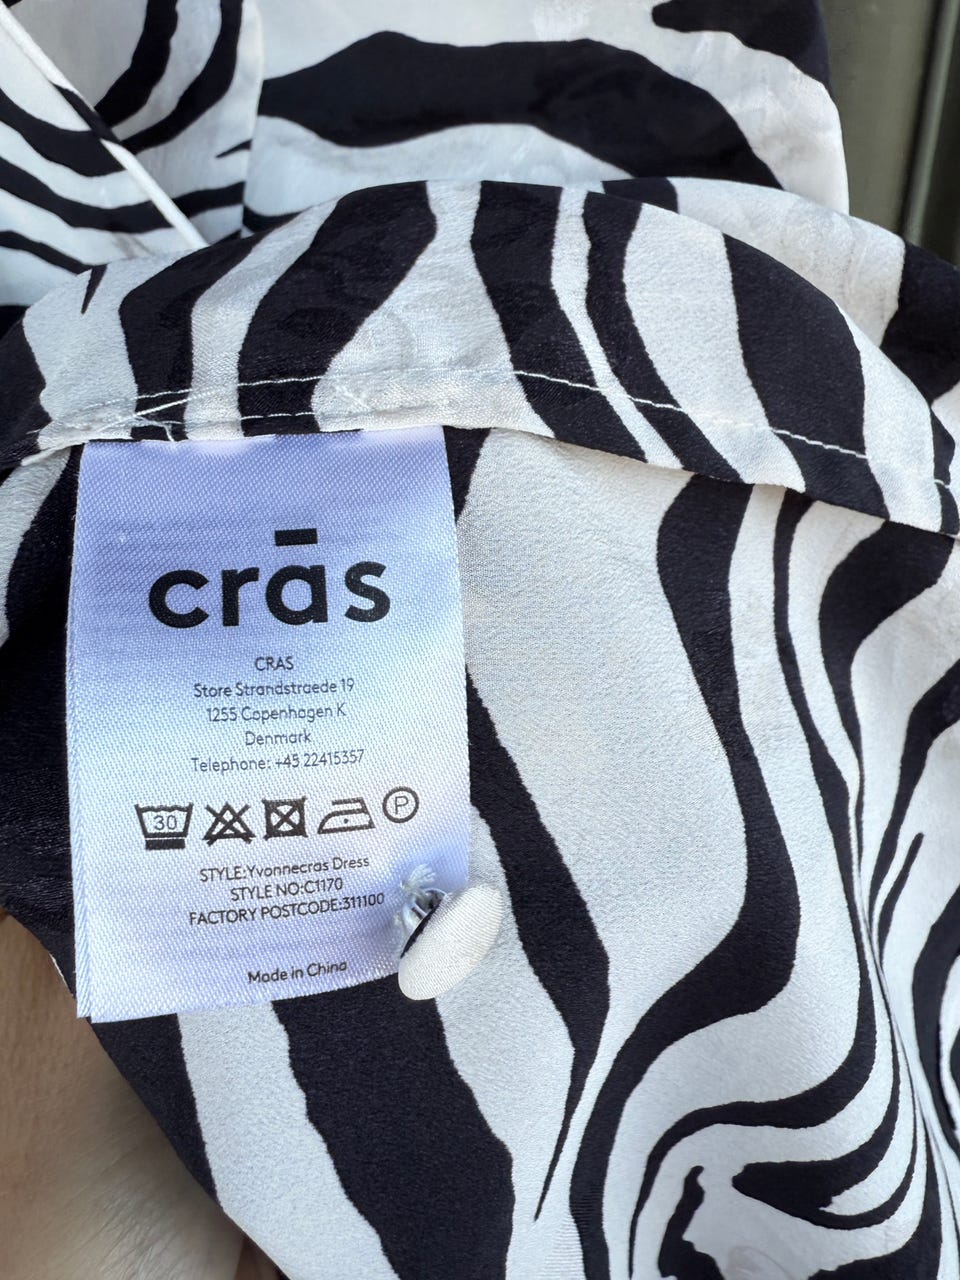 crās
CRAS
Store Strandstraede 19
1255 Copenhagen K
Denmark
Telephone: +45 22415357
30
P
STYLE:Yvonnecras Dress
STYLE NO:C1170
FACTORY POSTCODE:311100
Made in China